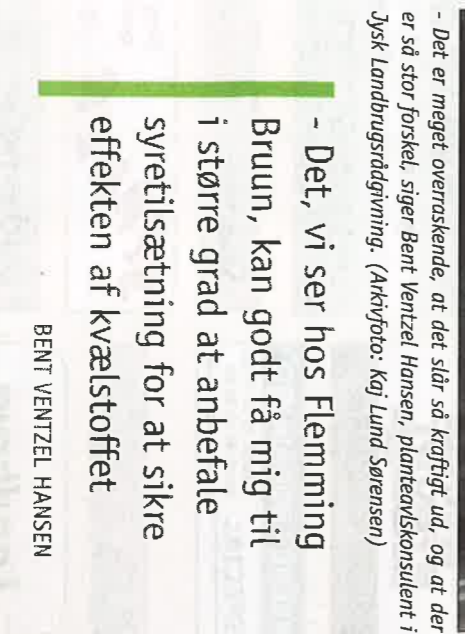 - Det er meget overraskende, at det slår så kraftigt ud, og at der
er så stor forskel, siger Bent Ventzel Hansen, planteavlskonsulent i
Jysk Landbrugsrådgivning. (Arkivfoto: Kaj Lund Sørensen)
- Det, vi ser hos Flemming
Bruun, kan godt få mig til
i større grad at anbefale
syretilsætning for at sikre
effekten af kvælstoffet
BENT VENTZEL HANSEN